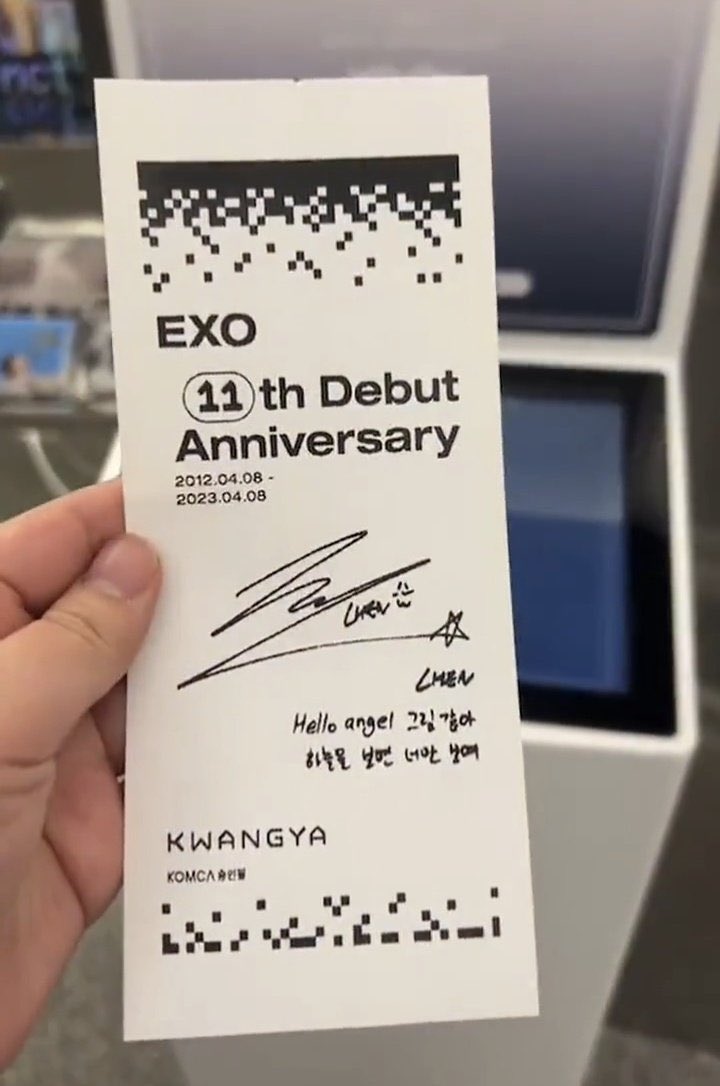 EXO
11th Debut
Anniversary
2012.04.08 -
2023.04.08
CHEN
CHEN
Hello angel 그림 같아
하늘을 보면 너만 보여
KWANGYA
KOMCA 승인필
nct